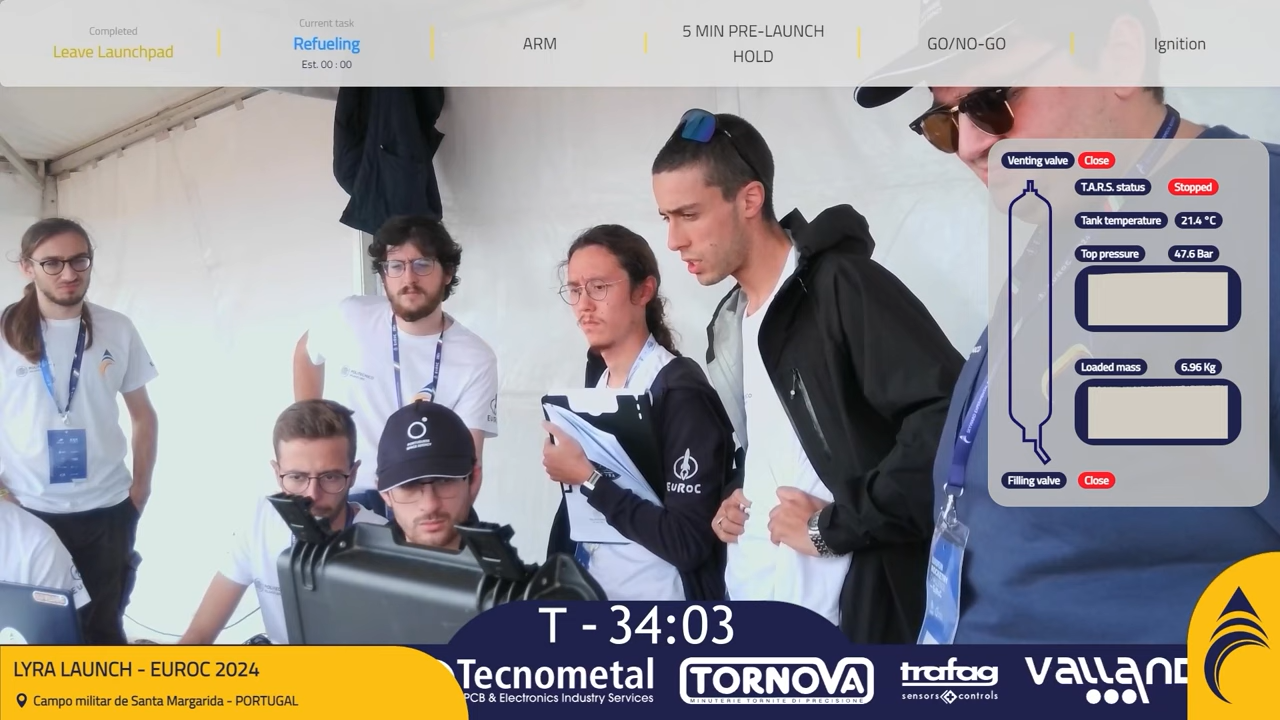 Completed
Leave Launchpad
Current task
Refueling
Est. 00 : 00
ARM
5 MIN PRE-LAUNCH
HOLD
GO/NO-GO
Ignition
Venting valve Close
T.A.R.S. status Stopped
Tank temperature 21.4 °C
Top pressure 47.6 Bar
Loaded mass 6.96 Kg
Filling valve Close
EUROC
T - 34:03
LYRA LAUNCH - EUROC 2024
Campo militar de Santa Margarida - PORTUGAL
Tecnometal
PCB & Electronics Industry Services
TORNOVA
MINUTERIE TORNITE DI PRECISIONE
trafag
sensors controls
VALLAND